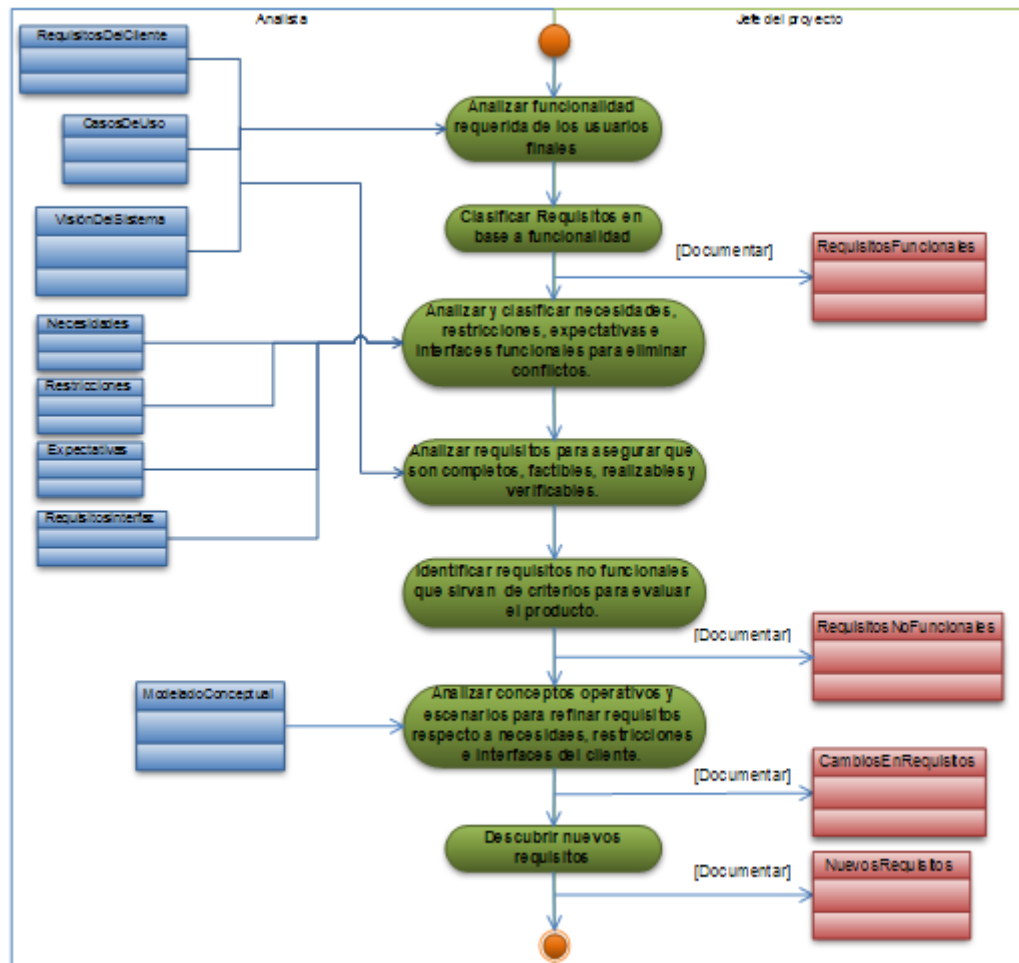 Analista
Jefe del proyecto
RequisitosDelCliente
CasosDeUso
VisiónDelSistema
Necesidades
Restricciones
Expectativas
RequisitosInterfaz
ModeladoConceptual
Analizar funcionalidad
requerida de los usuarios
finales
Clasificar Requisitos en
base a funcionalidad
[Documentar]
RequisitosFuncionales
Analizar y clasificar necesidades,
restricciones, expectativas e
interfaces funcionales para eliminar
conflictos.
Analizar requisitos para asegurar que
son completos, factibles, realizables y
verificables.
Identificar requisitos no funcionales
que sirvan de criterios para evaluar
el producto.
[Documentar]
RequisitosNoFuncionales
Analizar conceptos operativos y
escenarios para refinar requisitos
respecto a necesidaes, restricciones
e interfaces del cliente.
[Documentar]
CambiosEnRequisitos
Descubrir nuevos
requisitos
[Documentar]
NuevosRequisitos